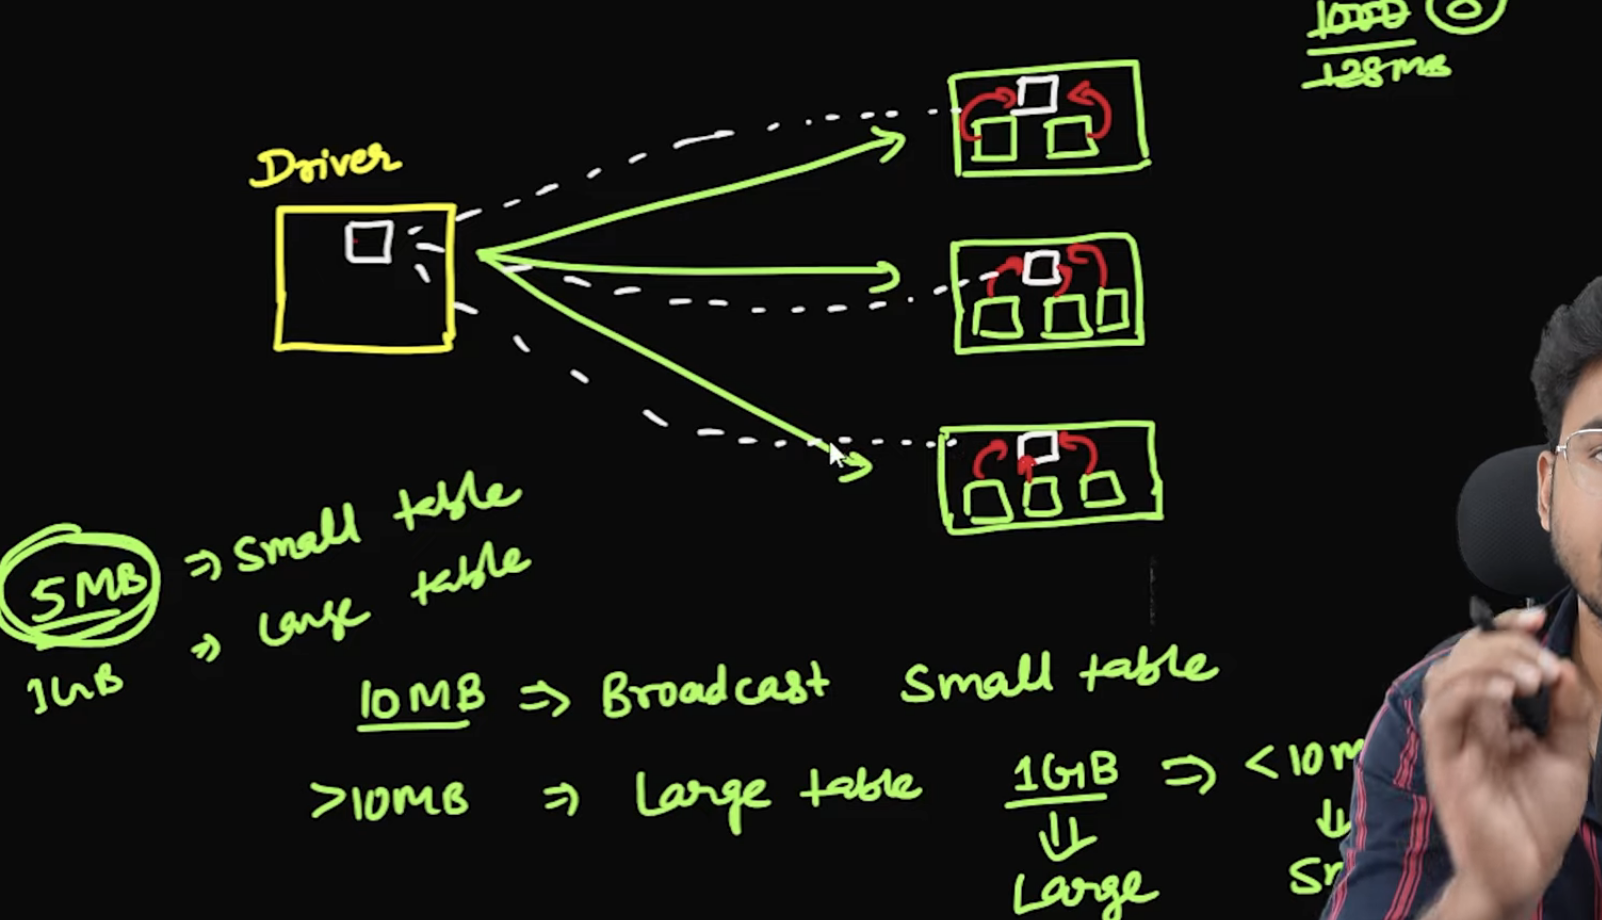 1000 8
128MB
Driver
5MB ⇒ Small table
1GB ⇒ Large table
10MB ⇒ Broadcast Small table
>10MB ⇒ Large table 1GB ⇒ <10m
⇓ ⇓
Large